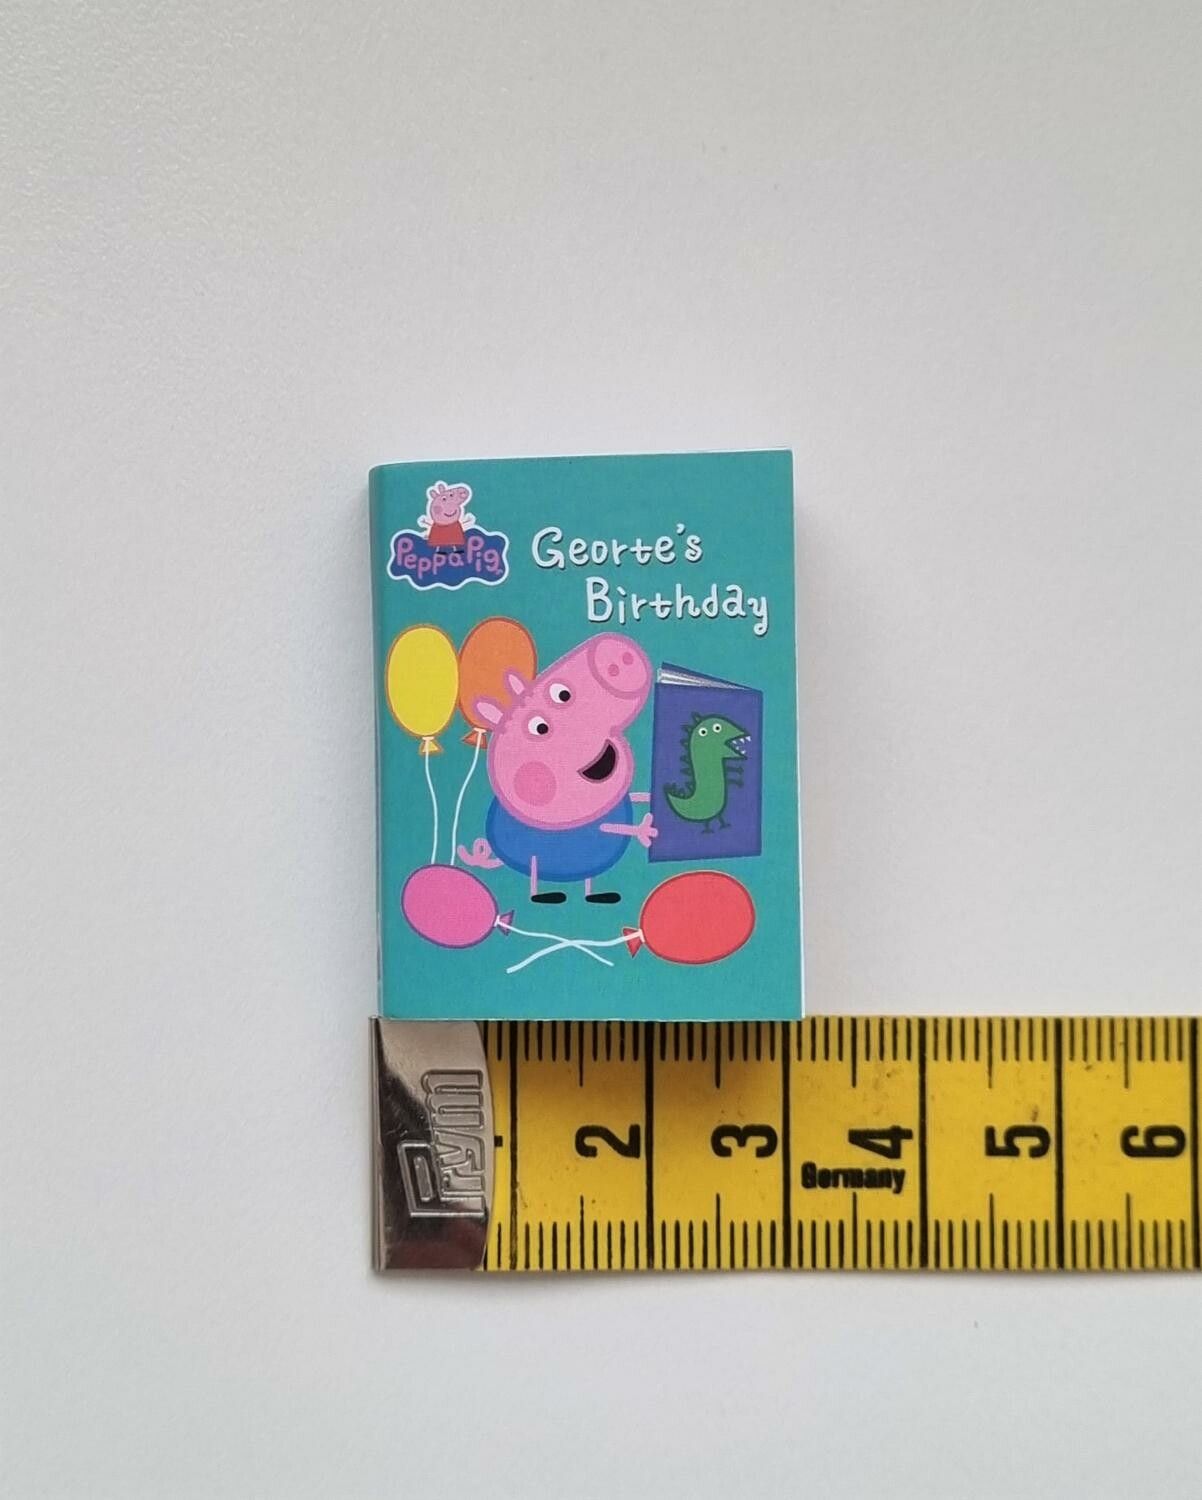 Peppa Pig
Georte's
Birthday
Prym
2 3 4 5 6
Germany